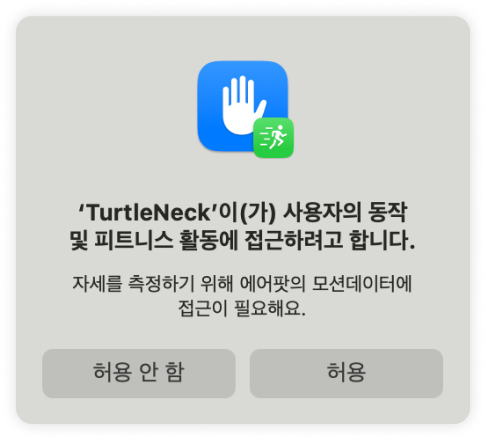 ‘TurtleNeck’이(가) 사용자의 동작
및 피트니스 활동에 접근하려고 합니다.
자세를 측정하기 위해 에어팟의 모션데이터에
접근이 필요해요.
허용 안 함
허용